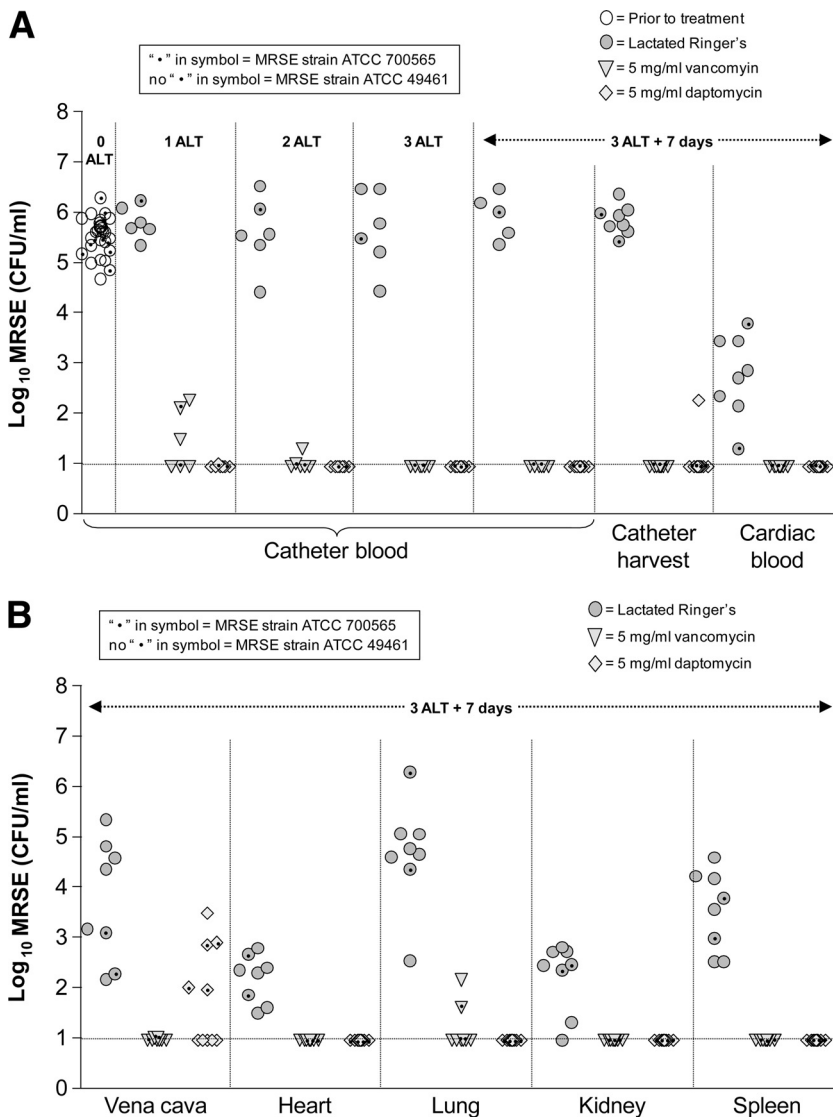 A
○ = Prior to treatment
● = Lactated Ringer's
▽ = 5 mg/ml vancomyin
◇ = 5 mg/ml daptomycin
"•" in symbol = MRSE strain ATCC 700565
no "•" in symbol = MRSE strain ATCC 49461
Log10 MRSE (CFU/ml)
8
7
6
5
4
3
2
1
0
0 ALT
1 ALT
2 ALT
3 ALT
3 ALT + 7 days
Catheter blood
Catheter harvest
Cardiac blood
B
"•" in symbol = MRSE strain ATCC 700565
no "•" in symbol = MRSE strain ATCC 49461
● = Lactated Ringer's
▽ = 5 mg/ml vancomycin
◇ = 5 mg/ml daptomycin
Log10 MRSE (CFU/ml)
8
7
6
5
4
3
2
1
0
3 ALT + 7 days
Vena cava
Heart
Lung
Kidney
Spleen